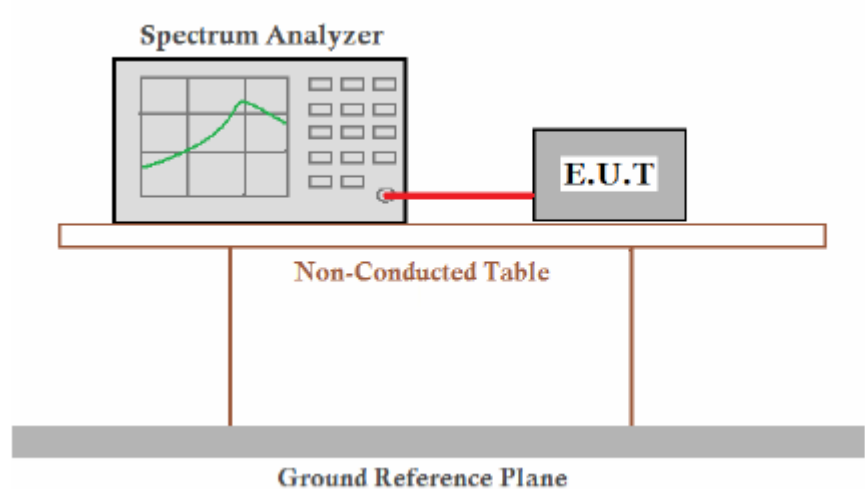 Spectrum Analyzer
E.U.T
Non-Conducted Table
Ground Reference Plane